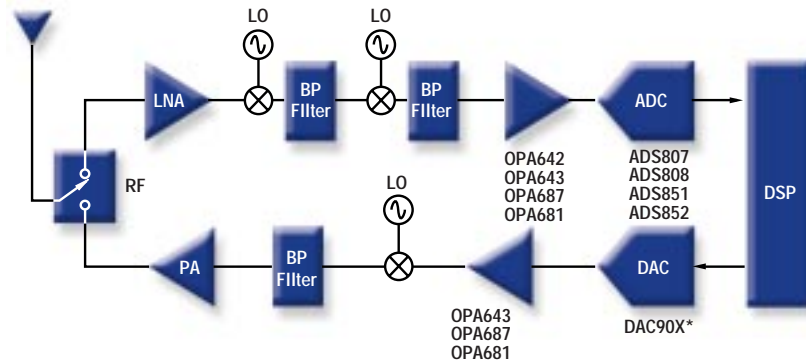 LO
LO
LNA
BP
FIlter
BP
FIlter
ADC
OPA642
OPA643
OPA687
OPA681
ADS807
ADS808
ADS851
ADS852
DSP
RF
LO
PA
BP
FIlter
DAC
OPA643
OPA687
OPA681
DAC90X*